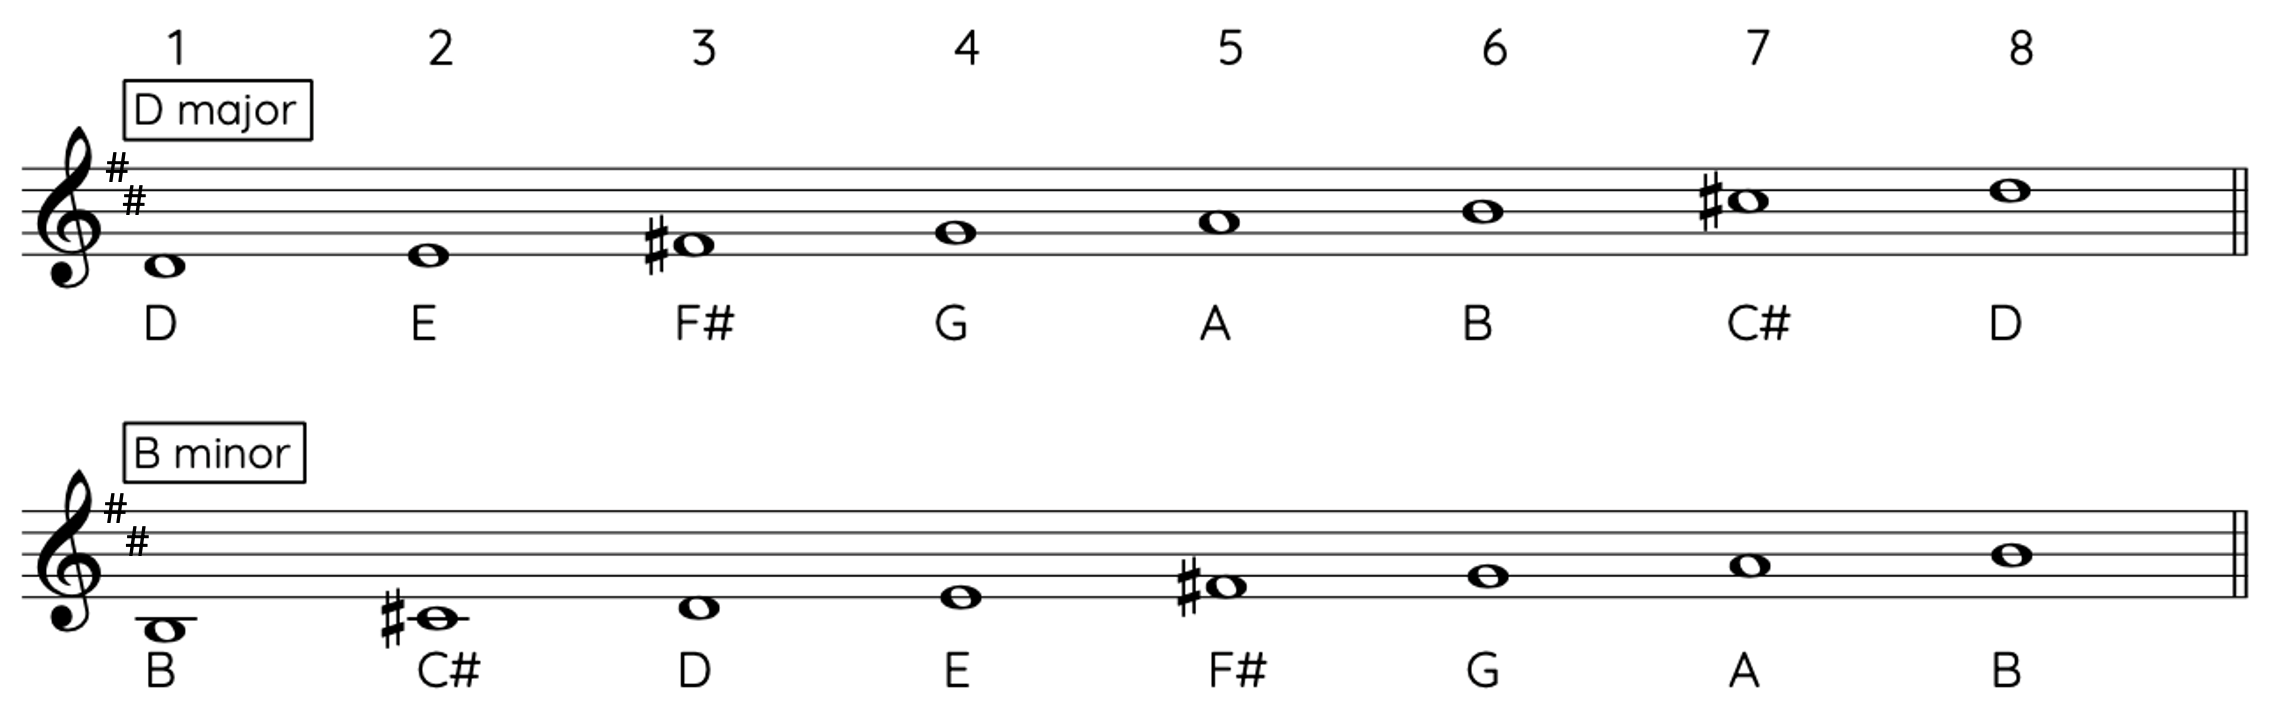 1 2 3 4 5 6 7 8
D major
D E F# G A B C# D
B minor
B C# D E F# G A B